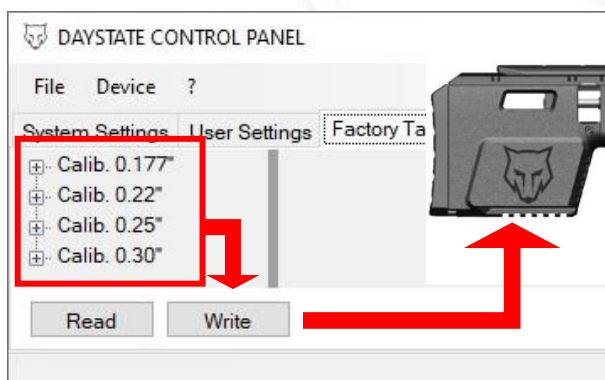 DAYSTATE CONTROL PANEL
File Device ?
System Settings User Settings Factory Ta
Calib. 0.177"
Calib. 0.22"
Calib. 0.25"
Calib. 0.30"
Read Write